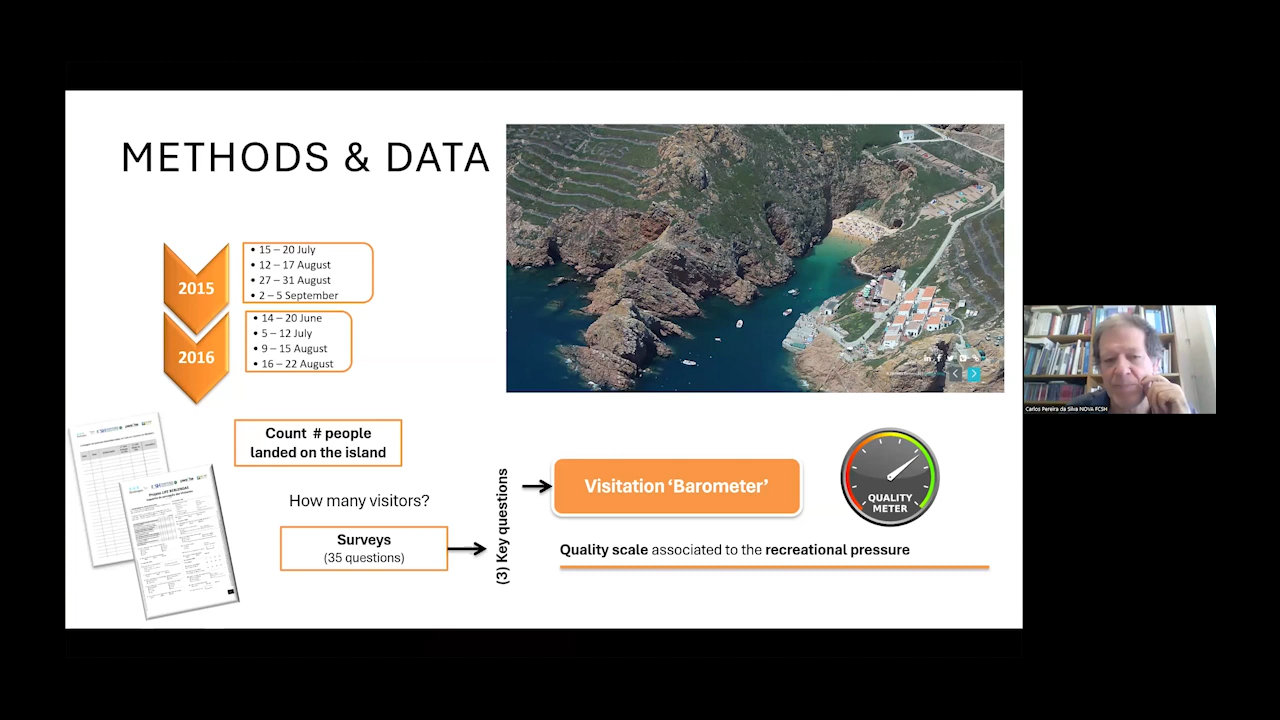 METHODS & DATA
2015
• 15 – 20 July
• 12 – 17 August
• 27 – 31 August
• 2 – 5 September
2016
• 14 – 20 June
• 5 – 12 July
• 9 – 15 August
• 16 – 22 August
Count # people
landed on the island
How many visitors?
Surveys
(35 questions)
(3) Key questions
Visitation ‘Barometer’
QUALITY
METER
Quality scale associated to the recreational pressure
Carlos Pereira da Silva NOVA FCSH